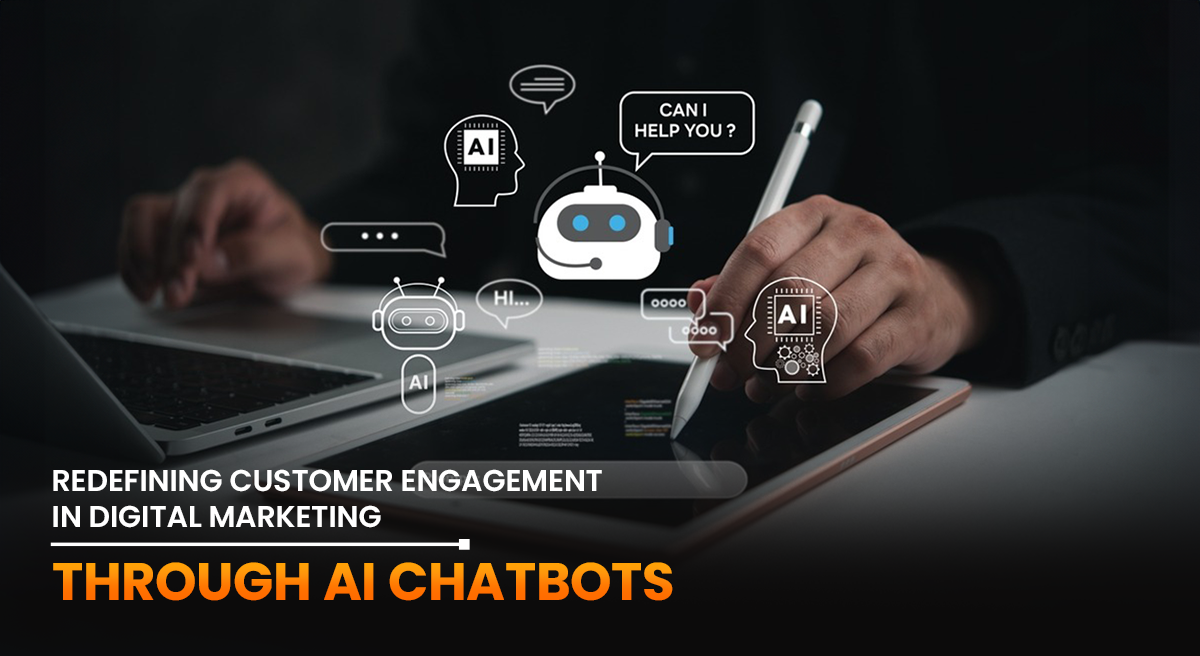 CAN I
HELP YOU ?
AI
HI...
AI
AI
REDEFINING CUSTOMER ENGAGEMENT
IN DIGITAL MARKETING
THROUGH AI CHATBOTS